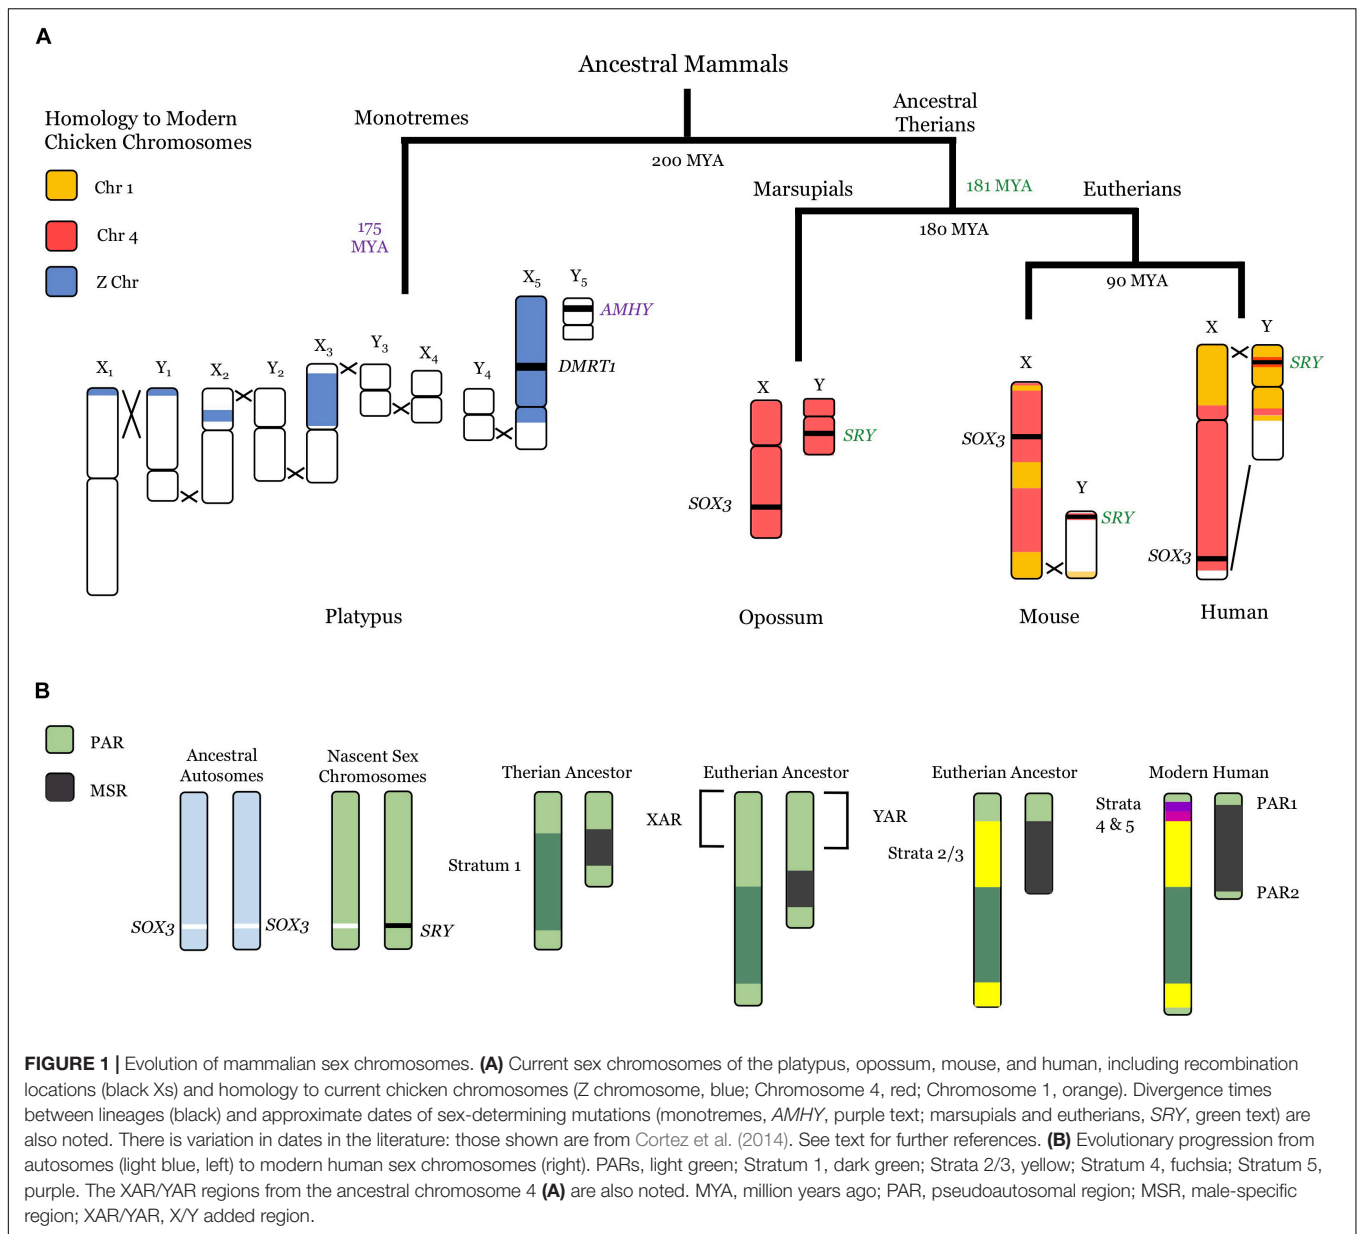 A
Ancestral Mammals
Homology to Modern
Chicken Chromosomes
Chr 1
Chr 4
Z Chr
Monotremes
Ancestral
Therians
200 MYA
Marsupials
181 MYA
Eutherians
175
MYA
180 MYA
90 MYA
X1
Y1
X2
Y2
X3
Y3
X4
Y4
X5
Y5
AMHY
DMRT1
Platypus
X
Y
SRY
SOX3
Opossum
X
SOX3
Y
SRY
Mouse
X
Y
SRY
SOX3
Human
B
PAR
MSR
Ancestral
Autosomes
SOX3
SOX3
Nascent Sex
Chromosomes
SRY
Therian Ancestor
Stratum 1
Eutherian Ancestor
XAR
YAR
Eutherian Ancestor
Strata 2/3
Modern Human
Strata
4 & 5
PAR1
PAR2
FIGURE 1 | Evolution of mammalian sex chromosomes. (A) Current sex chromosomes of the platypus, opossum, mouse, and human, including recombination
locations (black Xs) and homology to current chicken chromosomes (Z chromosome, blue; Chromosome 4, red; Chromosome 1, orange). Divergence times
between lineages (black) and approximate dates of sex-determining mutations (monotremes, AMHY, purple text; marsupials and eutherians, SRY, green text) are
also noted. There is variation in dates in the literature: those shown are from Cortez et al. (2014). See text for further references. (B) Evolutionary progression from
autosomes (light blue, left) to modern human sex chromosomes (right). PARs, light green; Stratum 1, dark green; Strata 2/3, yellow; Stratum 4, fuchsia; Stratum 5,
purple. The XAR/YAR regions from the ancestral chromosome 4 (A) are also noted. MYA, million years ago; PAR, pseudoautosomal region; MSR, male-specific
region; XAR/YAR, X/Y added region.